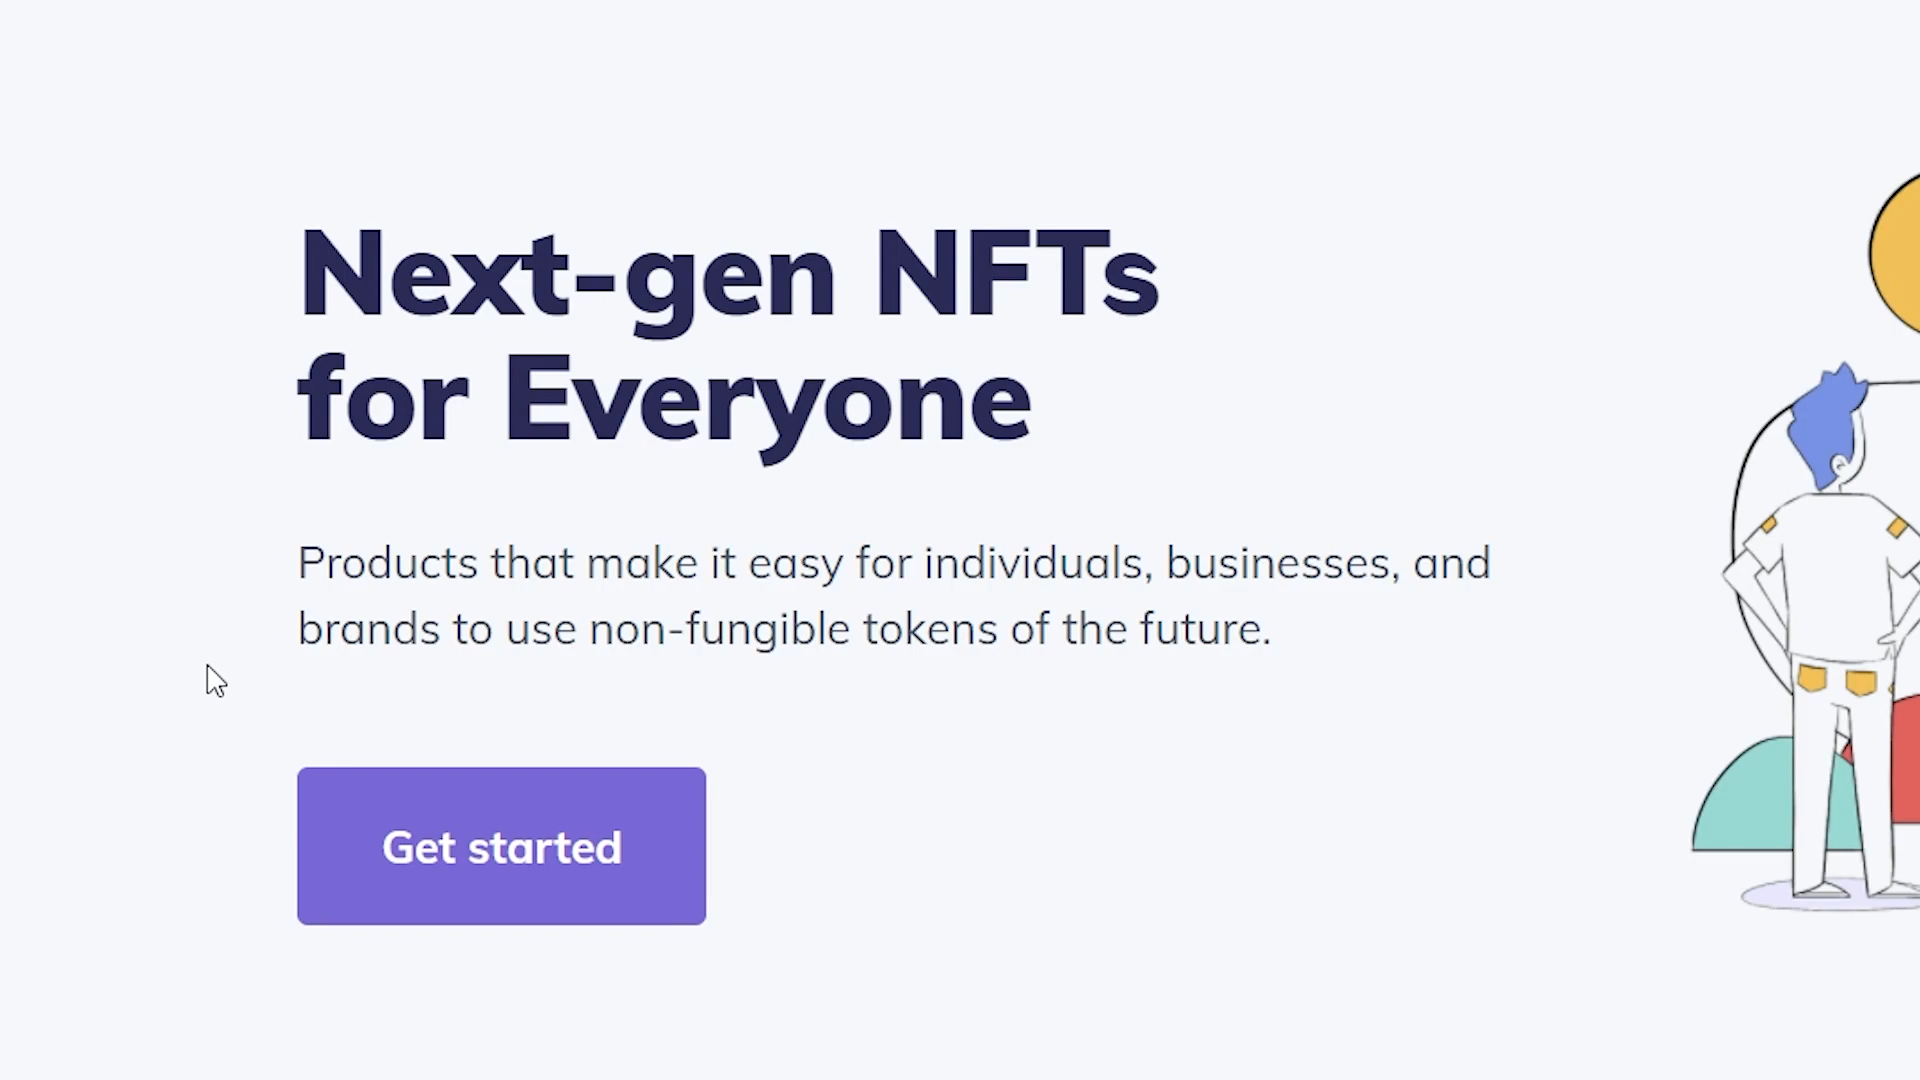 Next-gen NFTs
for Everyone
Products that make it easy for individuals, businesses, and
brands to use non-fungible tokens of the future.
Get started